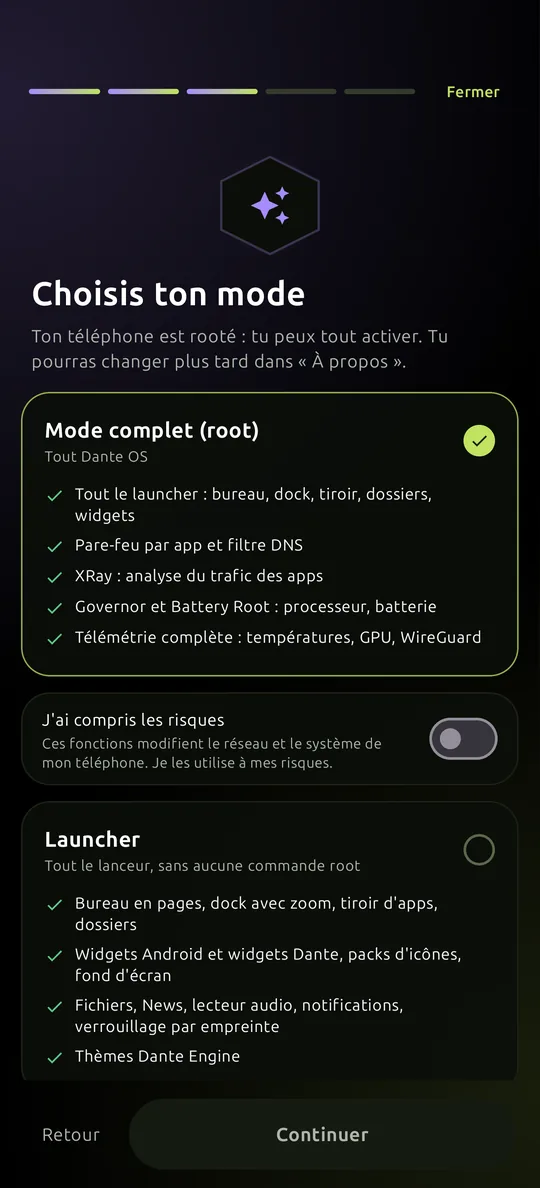 Fermer
Choisis ton mode
Ton téléphone est rooté : tu peux tout activer. Tu
pourras changer plus tard dans « À propos ».
Mode complet (root)
Tout Dante OS
Tout le launcher : bureau, dock, tiroir, dossiers,
widgets
Pare-feu par app et filtre DNS
XRay : analyse du trafic des apps
Governor et Battery Root : processeur, batterie
Télémétrie complète : températures, GPU, WireGuard
J'ai compris les risques
Ces fonctions modifient le réseau et le système de
mon téléphone. Je les utilise à mes risques.
Launcher
Tout le lanceur, sans aucune commande root
Bureau en pages, dock avec zoom, tiroir d'apps,
dossiers
Widgets Android et widgets Dante, packs d'icônes,
fond d'écran
Fichiers, News, lecteur audio, notifications,
verrouillage par empreinte
Thèmes Dante Engine
Retour
Continuer